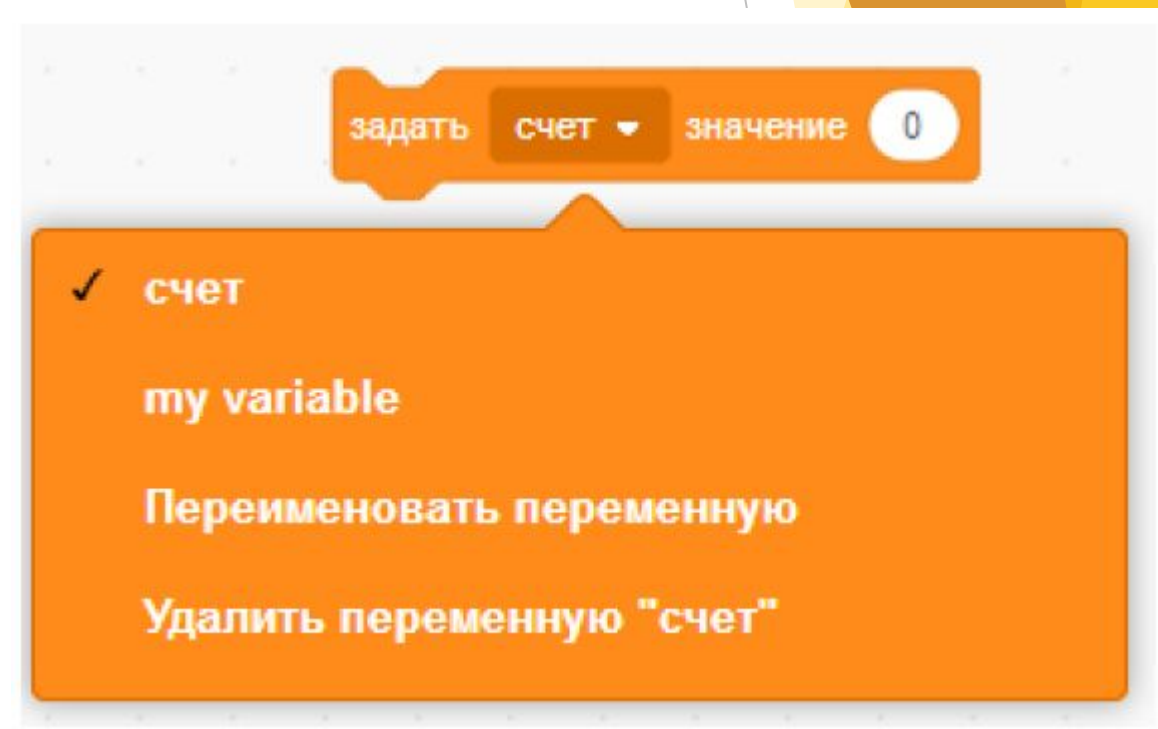 задать счет значение 0
счет
my variable
Переименовать переменную
Удалить переменную "счет"